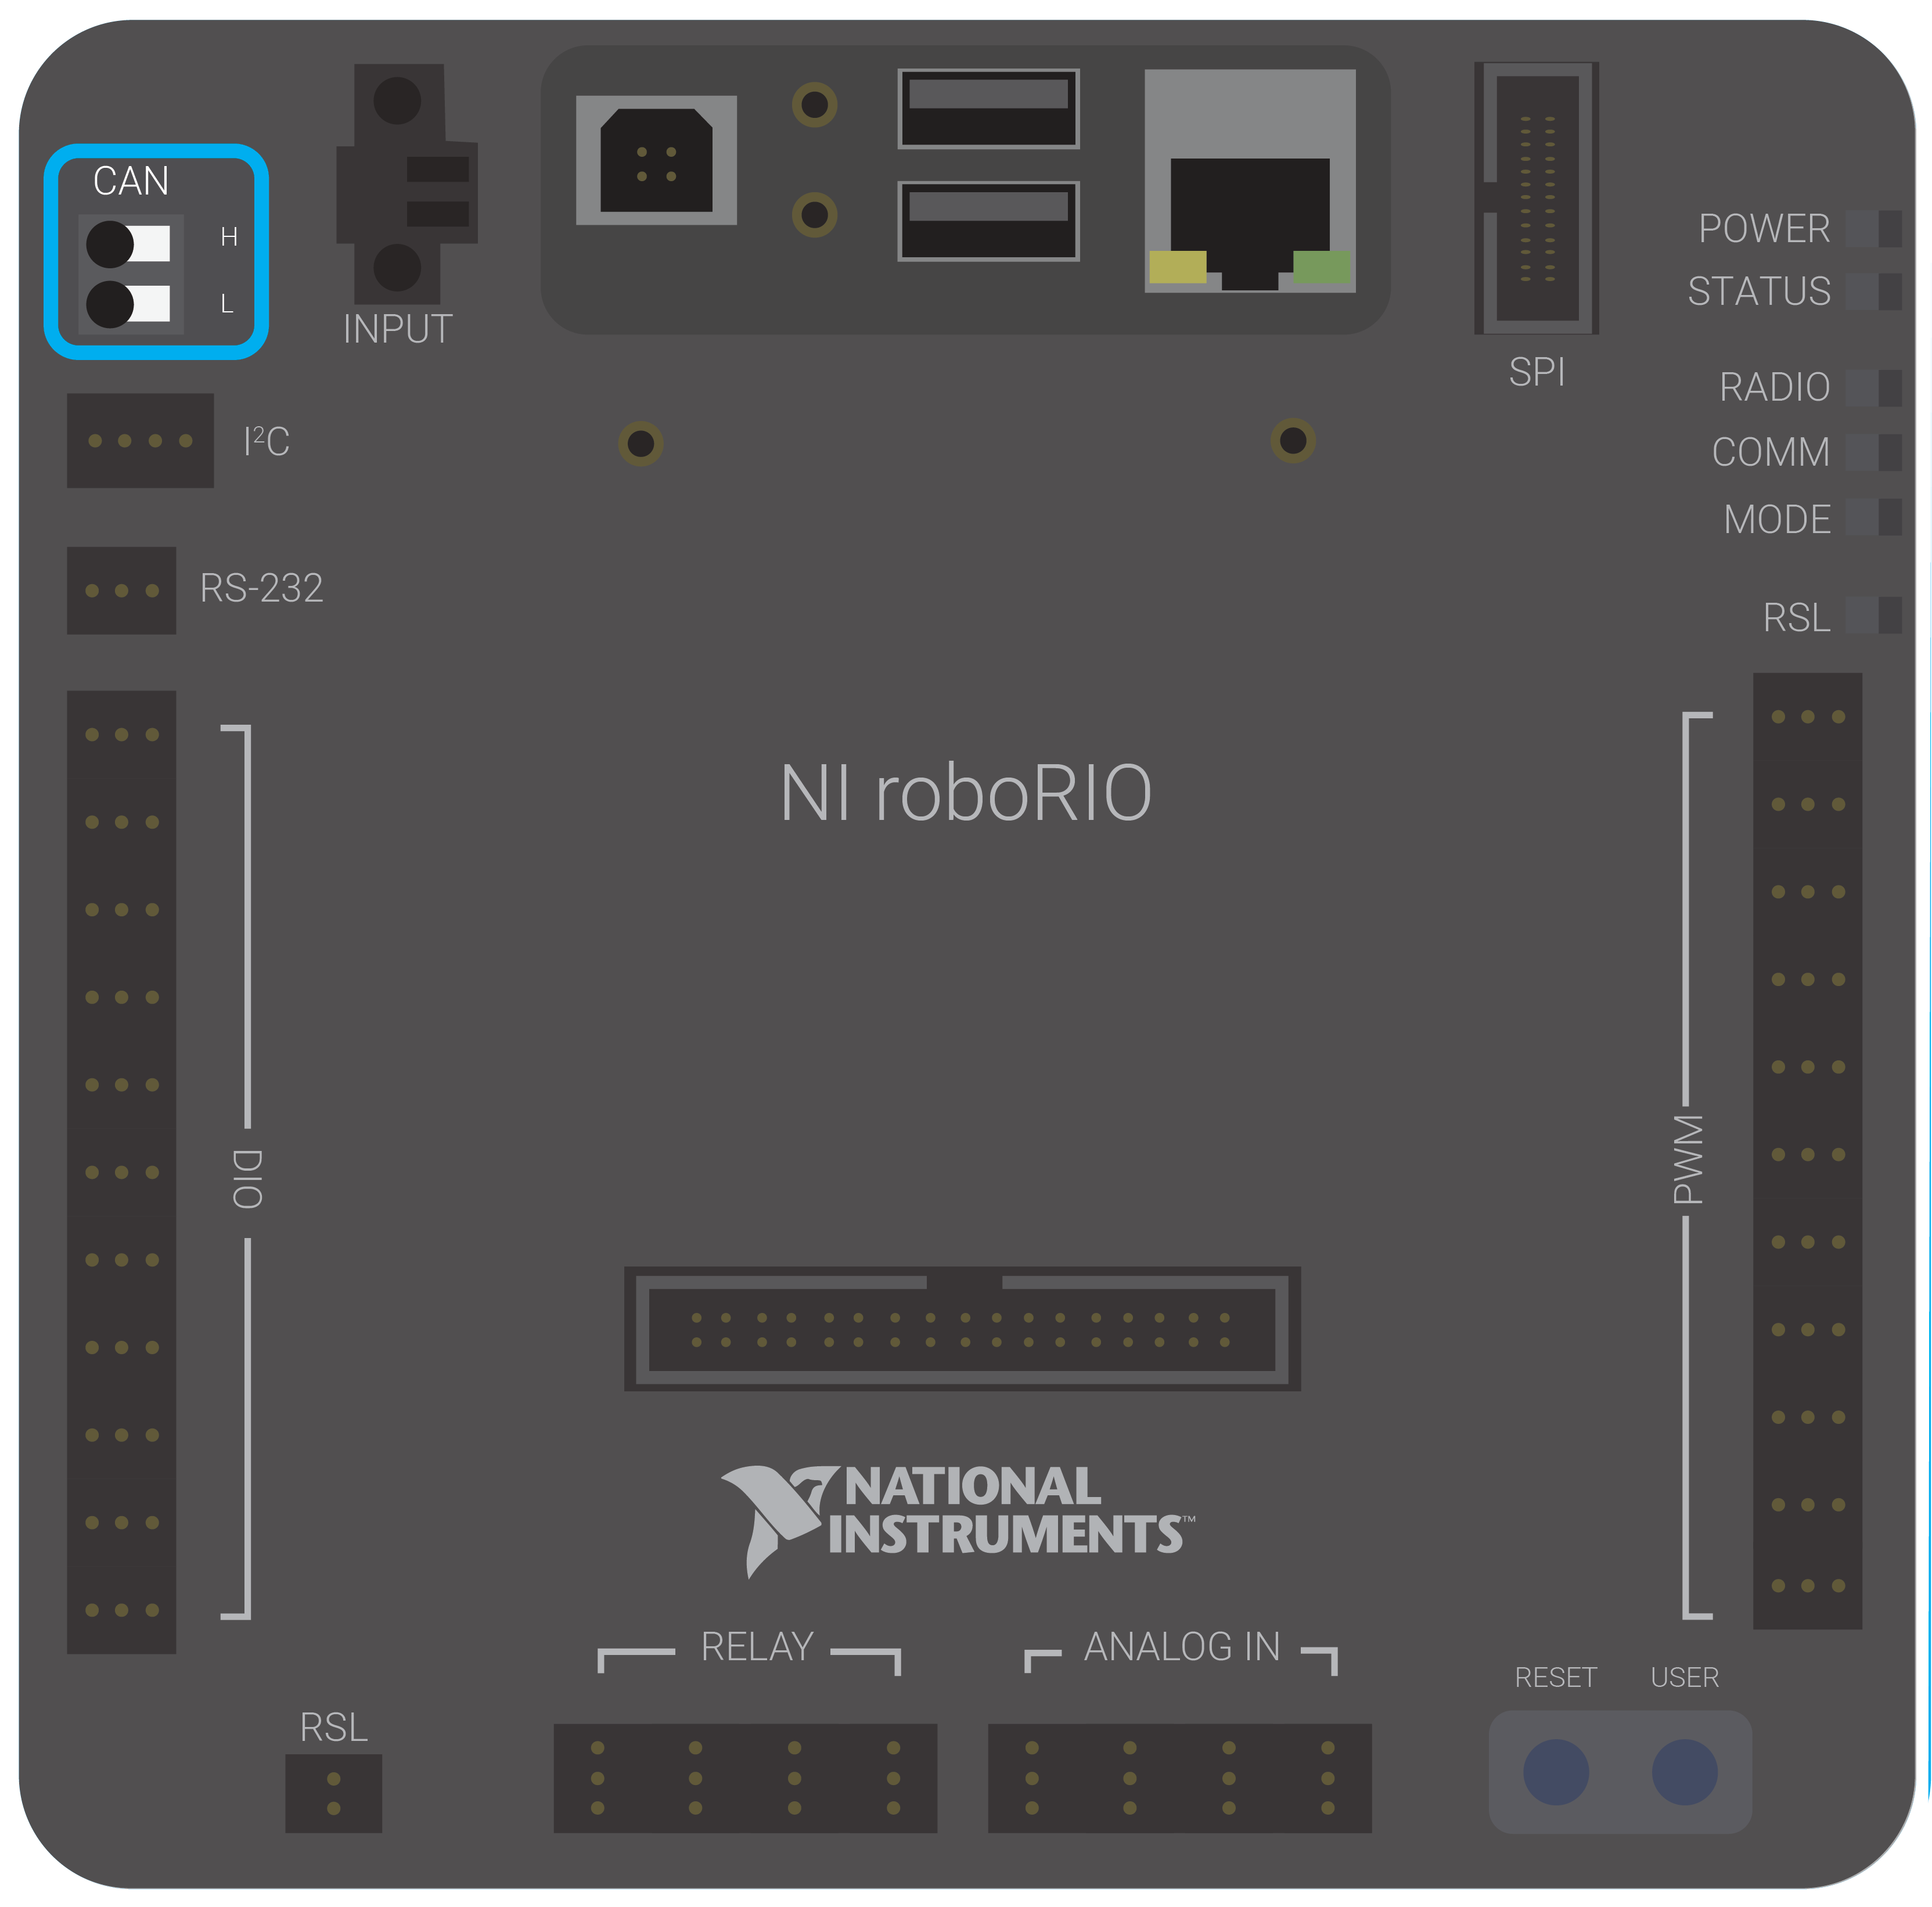 CAN
H
L
INPUT
SPI
POWER
STATUS
RADIO
COMM
MODE
RSL
I²C
RS-232
NI roboRIO
DIO
PWM
NATIONAL
INSTRUMENTS™
RELAY
ANALOG IN
RESET
USER
RSL